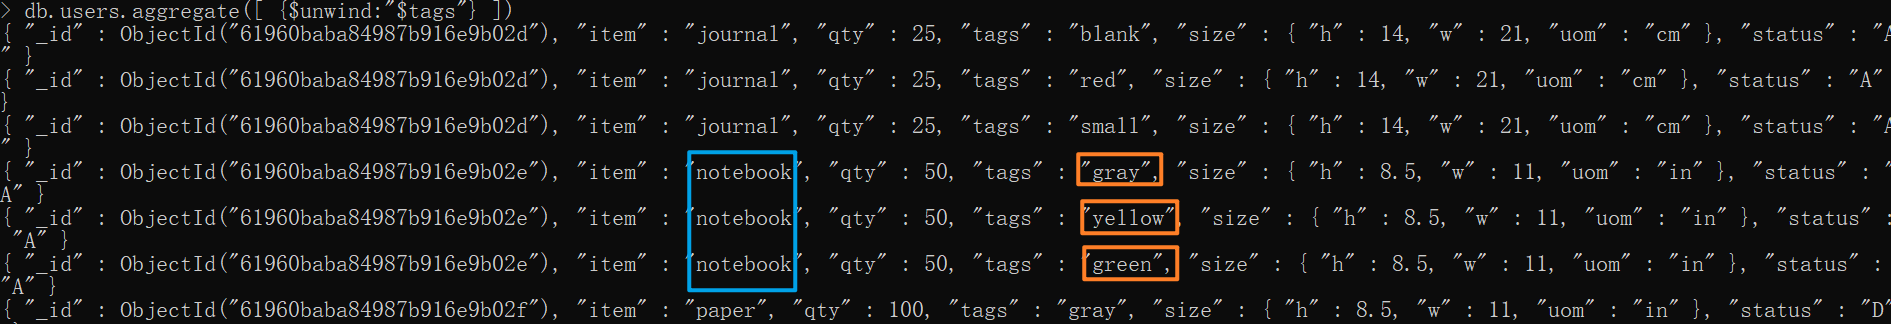 > db.users.aggregate([ {$unwind:"$tags"} ])
{ "_id" : ObjectId("61960baba84987b916e9b02d"), "item" : "journal", "qty" : 25, "tags" : "blank", "size" : { "h" : 14, "w" : 21, "uom" : "cm" }, "status" : "A
" }
{ "_id" : ObjectId("61960baba84987b916e9b02d"), "item" : "journal", "qty" : 25, "tags" : "red", "size" : { "h" : 14, "w" : 21, "uom" : "cm" }, "status" : "A"
}
{ "_id" : ObjectId("61960baba84987b916e9b02d"), "item" : "journal", "qty" : 25, "tags" : "small", "size" : { "h" : 14, "w" : 21, "uom" : "cm" }, "status" : "A
" }
{ "_id" : ObjectId("61960baba84987b916e9b02e"), "item" : "notebook", "qty" : 50, "tags" : "gray", "size" : { "h" : 8.5, "w" : 11, "uom" : "in" }, "status" : "
A" }
{ "_id" : ObjectId("61960baba84987b916e9b02e"), "item" : "notebook", "qty" : 50, "tags" : "yellow", "size" : { "h" : 8.5, "w" : 11, "uom" : "in" }, "status" :
"A" }
{ "_id" : ObjectId("61960baba84987b916e9b02e"), "item" : "notebook", "qty" : 50, "tags" : "green", "size" : { "h" : 8.5, "w" : 11, "uom" : "in" }, "status" :
"A" }
{ "_id" : ObjectId("61960baba84987b916e9b02f"), "item" : "paper", "qty" : 100, "tags" : "gray", "size" : { "h" : 8.5, "w" : 11, "uom" : "in" }, "status" : "D"